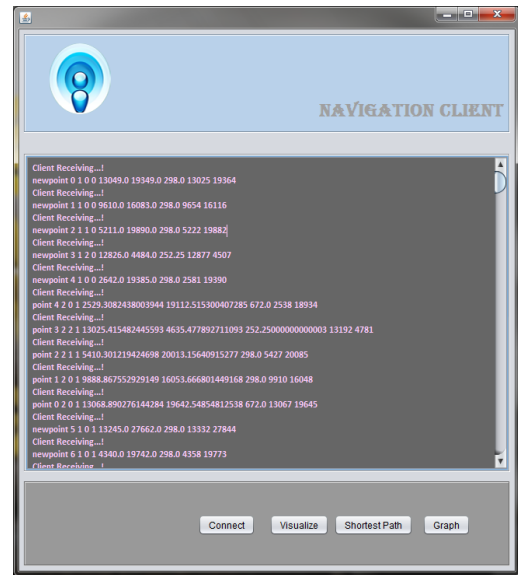 NAVIGATION CLIENT
Client Receiving...!
newpoint 0 1 0 0 13049.0 19349.0 298.0 13025 19364
Client Receiving...!
newpoint 1 1 0 0 9610.0 16083.0 298.0 9654 16116
Client Receiving...!
newpoint 2 1 1 0 5211.0 19890.0 298.0 5222 19882
Client Receiving...!
newpoint 3 1 2 0 12826.0 4484.0 252.25 12877 4507
Client Receiving...!
newpoint 4 1 0 0 2642.0 19385.0 298.0 2581 19390
Client Receiving...!
point 4 2 0 1 2529.3082438003944 19112.515300407285 672.0 2538 18934
Client Receiving...!
point 3 2 2 1 13025.415482445593 4635.477892711093 252.25000000000003 13192 4781
Client Receiving...!
point 2 2 1 1 5410.301219424698 20013.15640915277 298.0 5427 20085
Client Receiving...!
point 1 2 0 1 9888.867552929149 16053.666801449168 298.0 9910 16048
Client Receiving...!
point 0 2 0 1 13068.890276144284 19642.54854812538 672.0 13067 19645
Client Receiving...!
newpoint 5 1 0 1 13245.0 27662.0 298.0 13332 27844
Client Receiving...!
newpoint 6 1 0 1 4340.0 19742.0 298.0 4358 19773
Client Receiving...!
Connect Visualize Shortest Path Graph